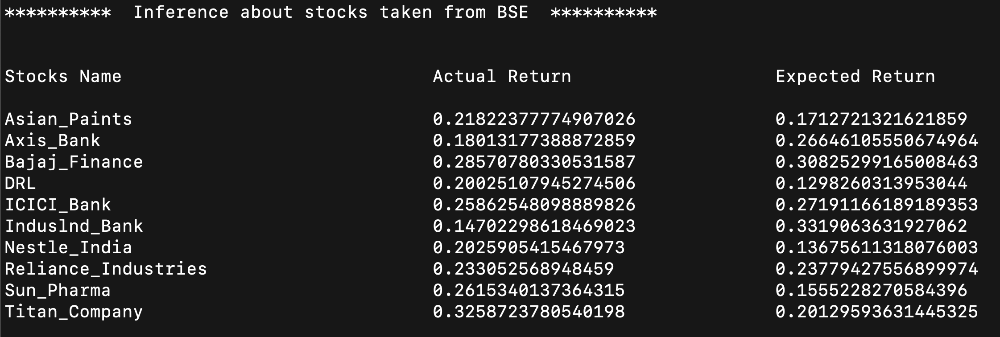 ********** Inference about stocks taken from BSE **********
Stocks Name Actual Return Expected Return
Asian_Paints 0.21822377774907026 0.1712721321621859
Axis_Bank 0.18013177388872859 0.26646105550674964
Bajaj_Finance 0.28570780330531587 0.30825299165008463
DRL 0.20025107945274506 0.1298260313953044
ICICI_Bank 0.25862548098889826 0.27191166189189353
Induslnd_Bank 0.14702298618469023 0.3319063631927062
Nestle_India 0.2025905415467973 0.13675611318076003
Reliance_Industries 0.233052568948459 0.23779427556899974
Sun_Pharma 0.2615340137364315 0.1555228270584396
Titan_Company 0.3258723780540198 0.20129593631445325